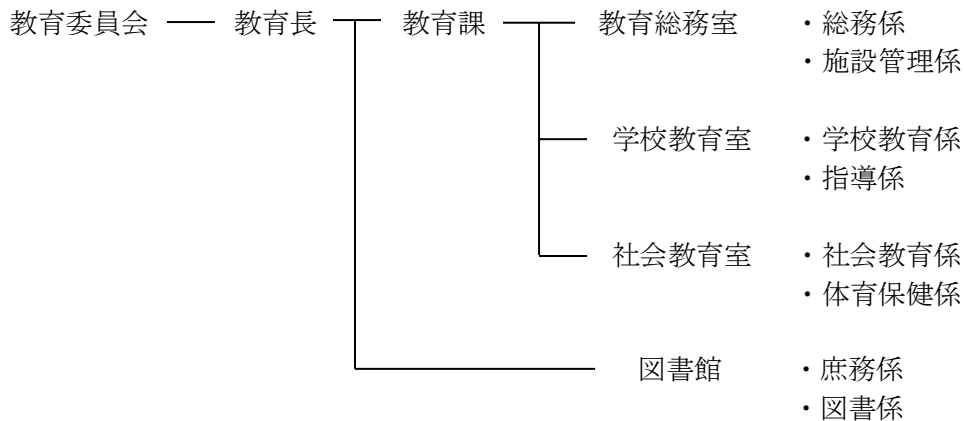 教育委員会 教育長 教育課 教育総務室 ・総務係
・施設管理係
学校教育室 ・学校教育係
・指導係
社会教育室 ・社会教育係
・体育保健係
図書館 ・庶務係
・図書係